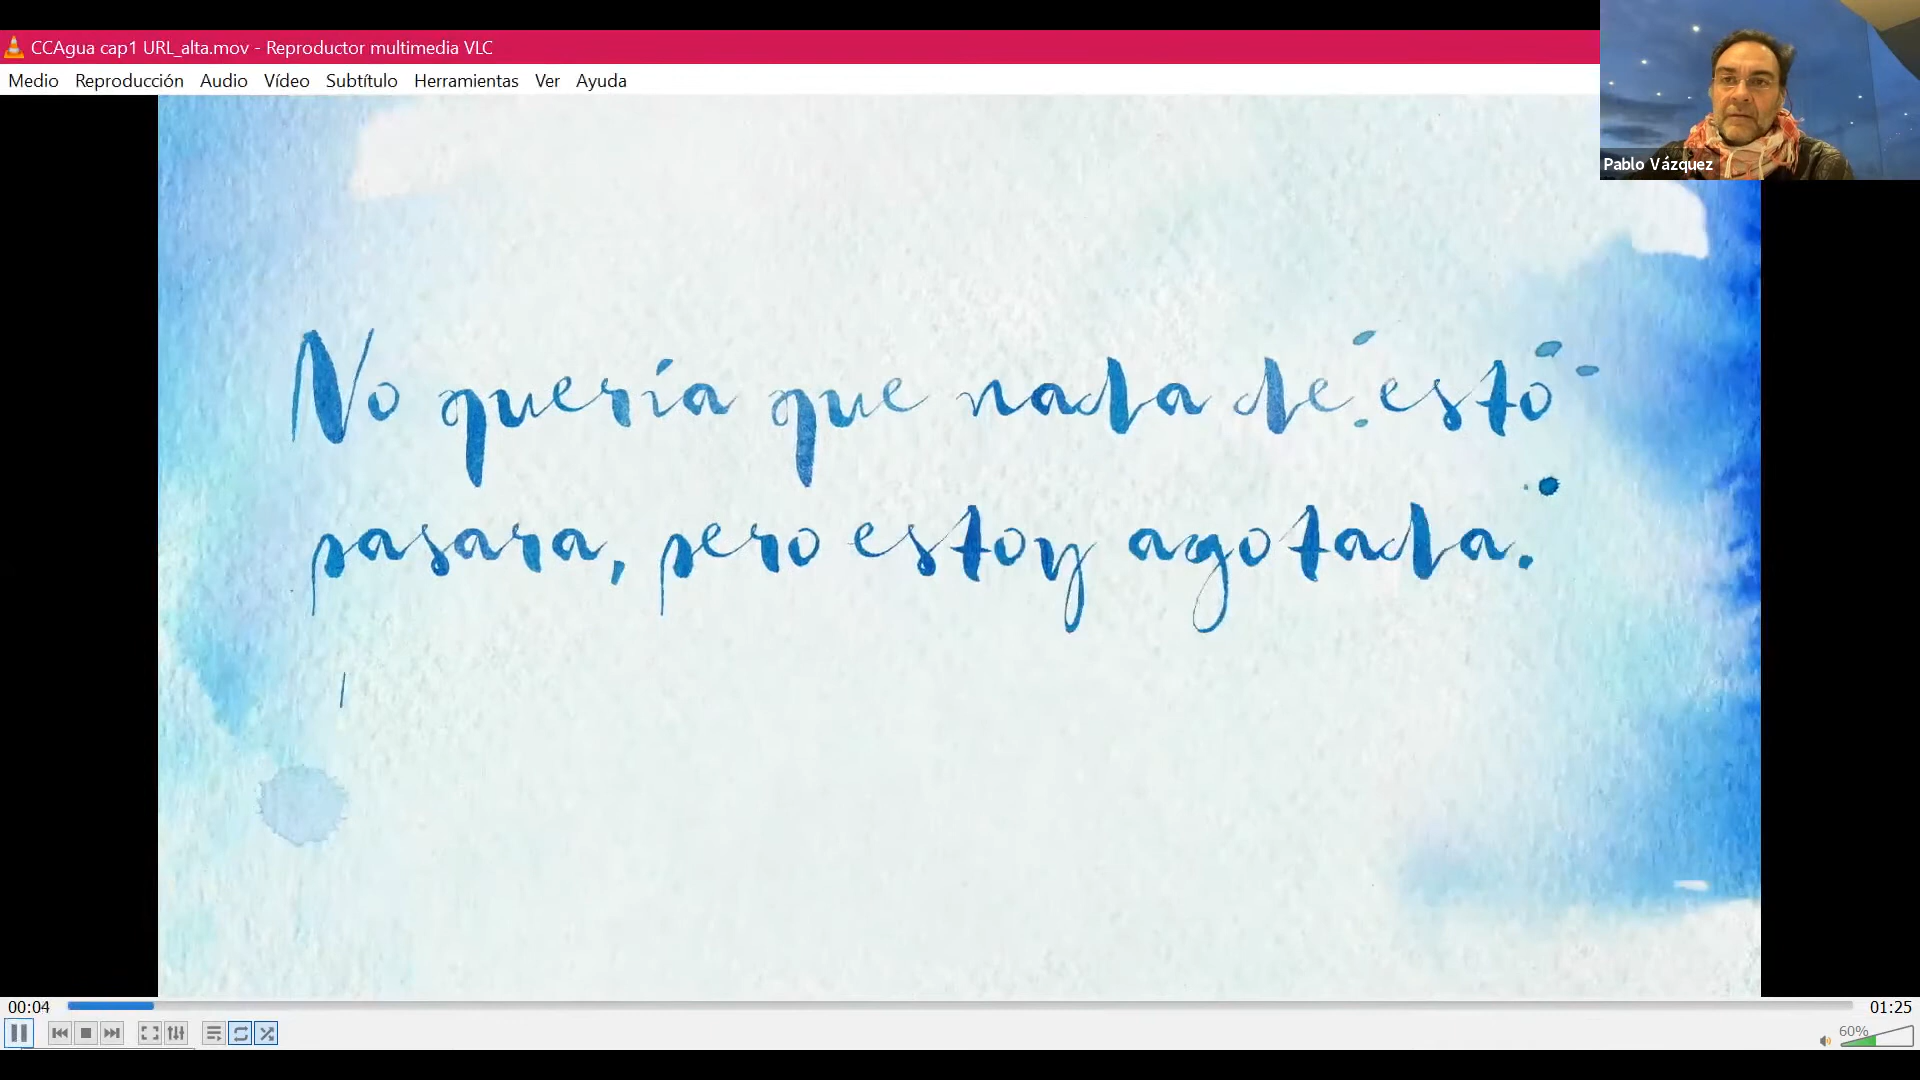 CCAgua cap1 URL_alta.mov - Reproductor multimedia VLC
Medio Reproducción Audio Vídeo Subtítulo Herramientas Ver Ayuda
Pablo Vázquez
No quería que nada de esto
pasara, pero estoy agotada.
00:04 01:25
60%